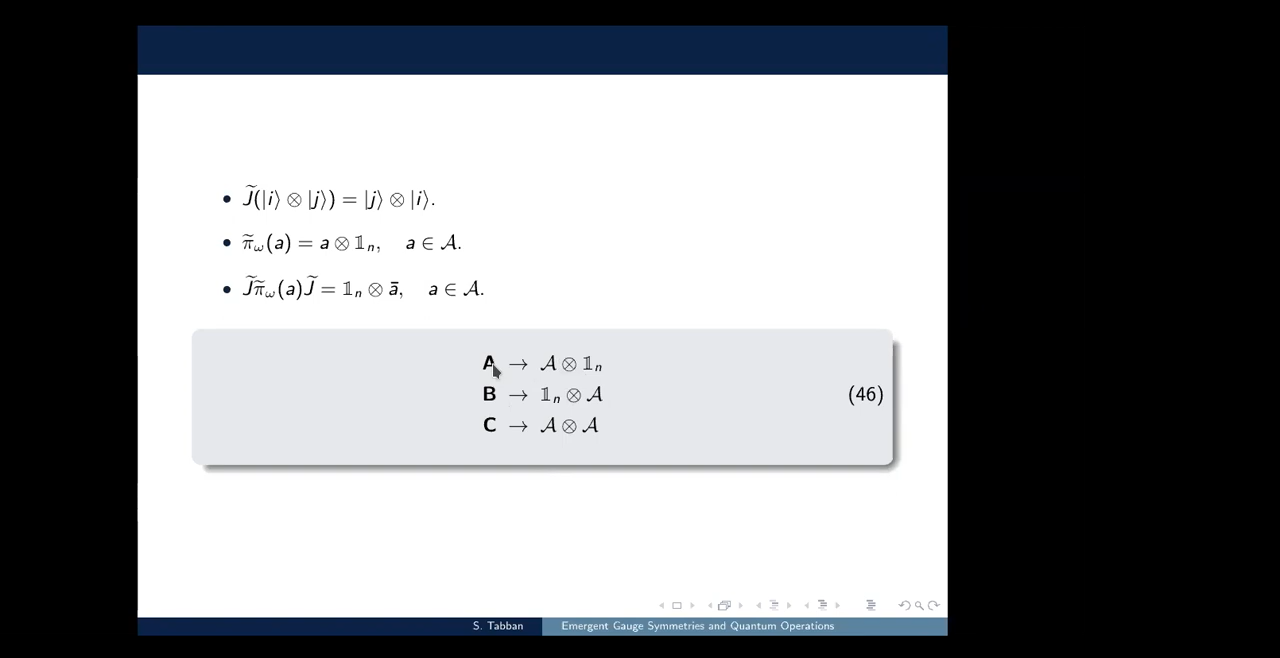 • J̃(|i⟩ ⊗ |j⟩) = |j⟩ ⊗ |i⟩.
• π̃_ω(a) = a ⊗ 𝟙_n, a ∈ 𝒜.
• J̃π̃_ω(a)J̃ = 𝟙_n ⊗ ā, a ∈ 𝒜.
A → 𝒜 ⊗ 𝟙_n
B → 𝟙_n ⊗ 𝒜 (46)
C → 𝒜 ⊗ 𝒜
S. Tabban Emergent Gauge Symmetries and Quantum Operations